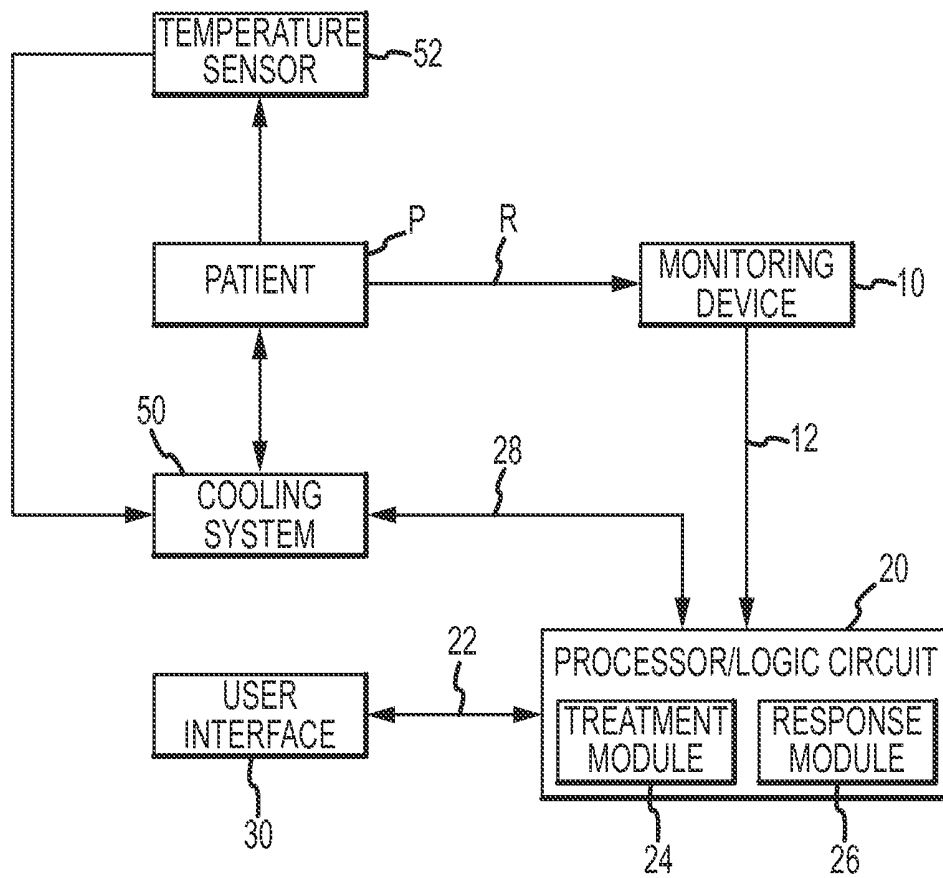 TEMPERATURE
SENSOR
52
P
R
PATIENT
MONITORING
DEVICE
10
50
12
28
COOLING
SYSTEM
20
22
PROCESSOR/LOGIC CIRCUIT
USER
INTERFACE
TREATMENT
MODULE
RESPONSE
MODULE
30
24
26